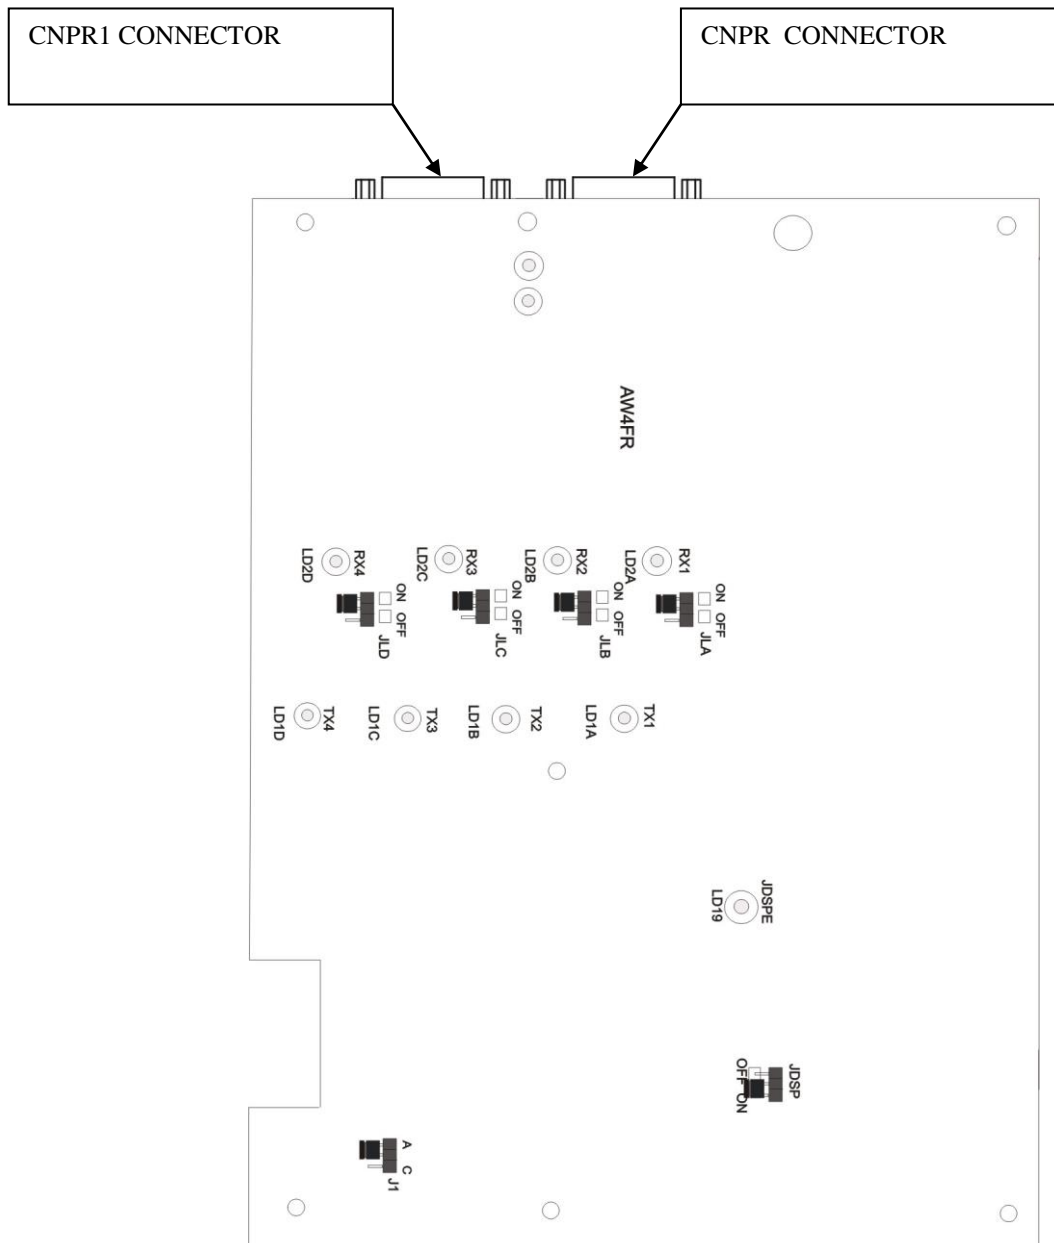 CNPR1 CONNECTOR
CNPR CONNECTOR
AW4FR
LD2D
RX4
LD2C
RX3
LD2B
RX2
LD2A
RX1
ON
OFF
JLD
ON
OFF
JLC
ON
OFF
JLB
ON
OFF
JLA
LD1D
TX4
LD1C
TX3
LD1B
TX2
LD1A
TX1
LD19
JDSPE
OFF
ON
JDSP
A
C
J1